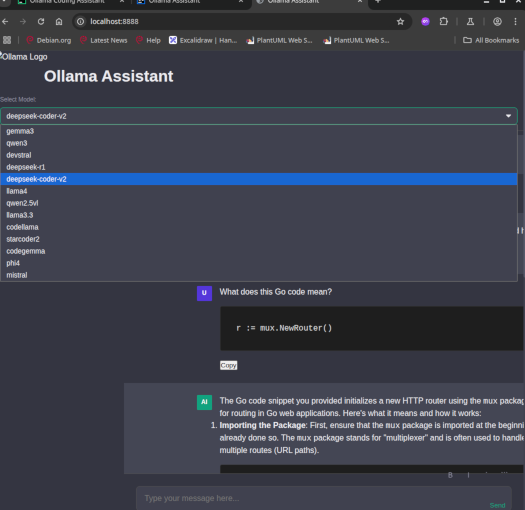 Ollama Coding Assistant
Ollama Assistant
Ollama Assistant
localhost:8888
Debian.org
Latest News
Help
Excalidraw | Han...
PlantUML Web S...
PlantUML Web S...
All Bookmarks
Ollama Logo
Ollama Assistant
Select Model:
deepseek-coder-v2
gemma3
qwen3
devstral
deepseek-r1
deepseek-coder-v2
llama4
qwen2.5vl
llama3.3
codellama
starcoder2
codegemma
phi4
mistral
U
What does this Go code mean?
r := mux.NewRouter()
Copy
AI
The Go code snippet you provided initializes a new HTTP router using the mux packag
for routing in Go web applications. Here's what it means and how it works:
1. Importing the Package: First, ensure that the mux package is imported at the beginni
already done so. The mux package stands for "multiplexer" and is often used to handle
multiple routes (URL paths).
B I
Type your message here...
Send